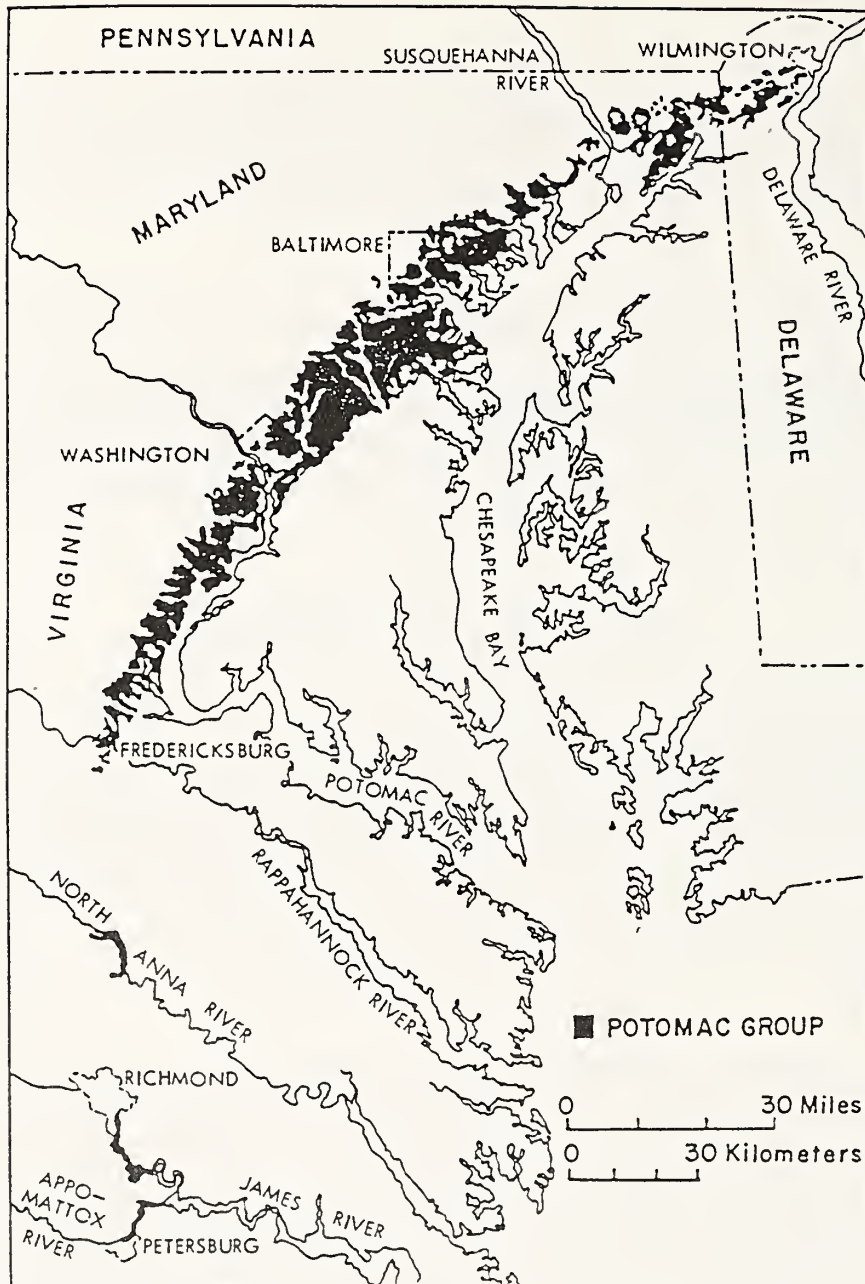 PENNSYLVANIA
SUSQUEHANNA
RIVER
WILMINGTON
MARYLAND
BALTIMORE
DELAWARE RIVER
DELAWARE
WASHINGTON
VIRGINIA
CHESAPEAKE BAY
FREDERICKSBURG
POTOMAC
RIVER
RAPPAHANNOCK RIVER
NORTH
ANNA RIVER
POTOMAC GROUP
RICHMOND
0 30 Miles
0 30 Kilometers
APPO-
MATTOX
RIVER
JAMES
RIVER
PETERSBURG